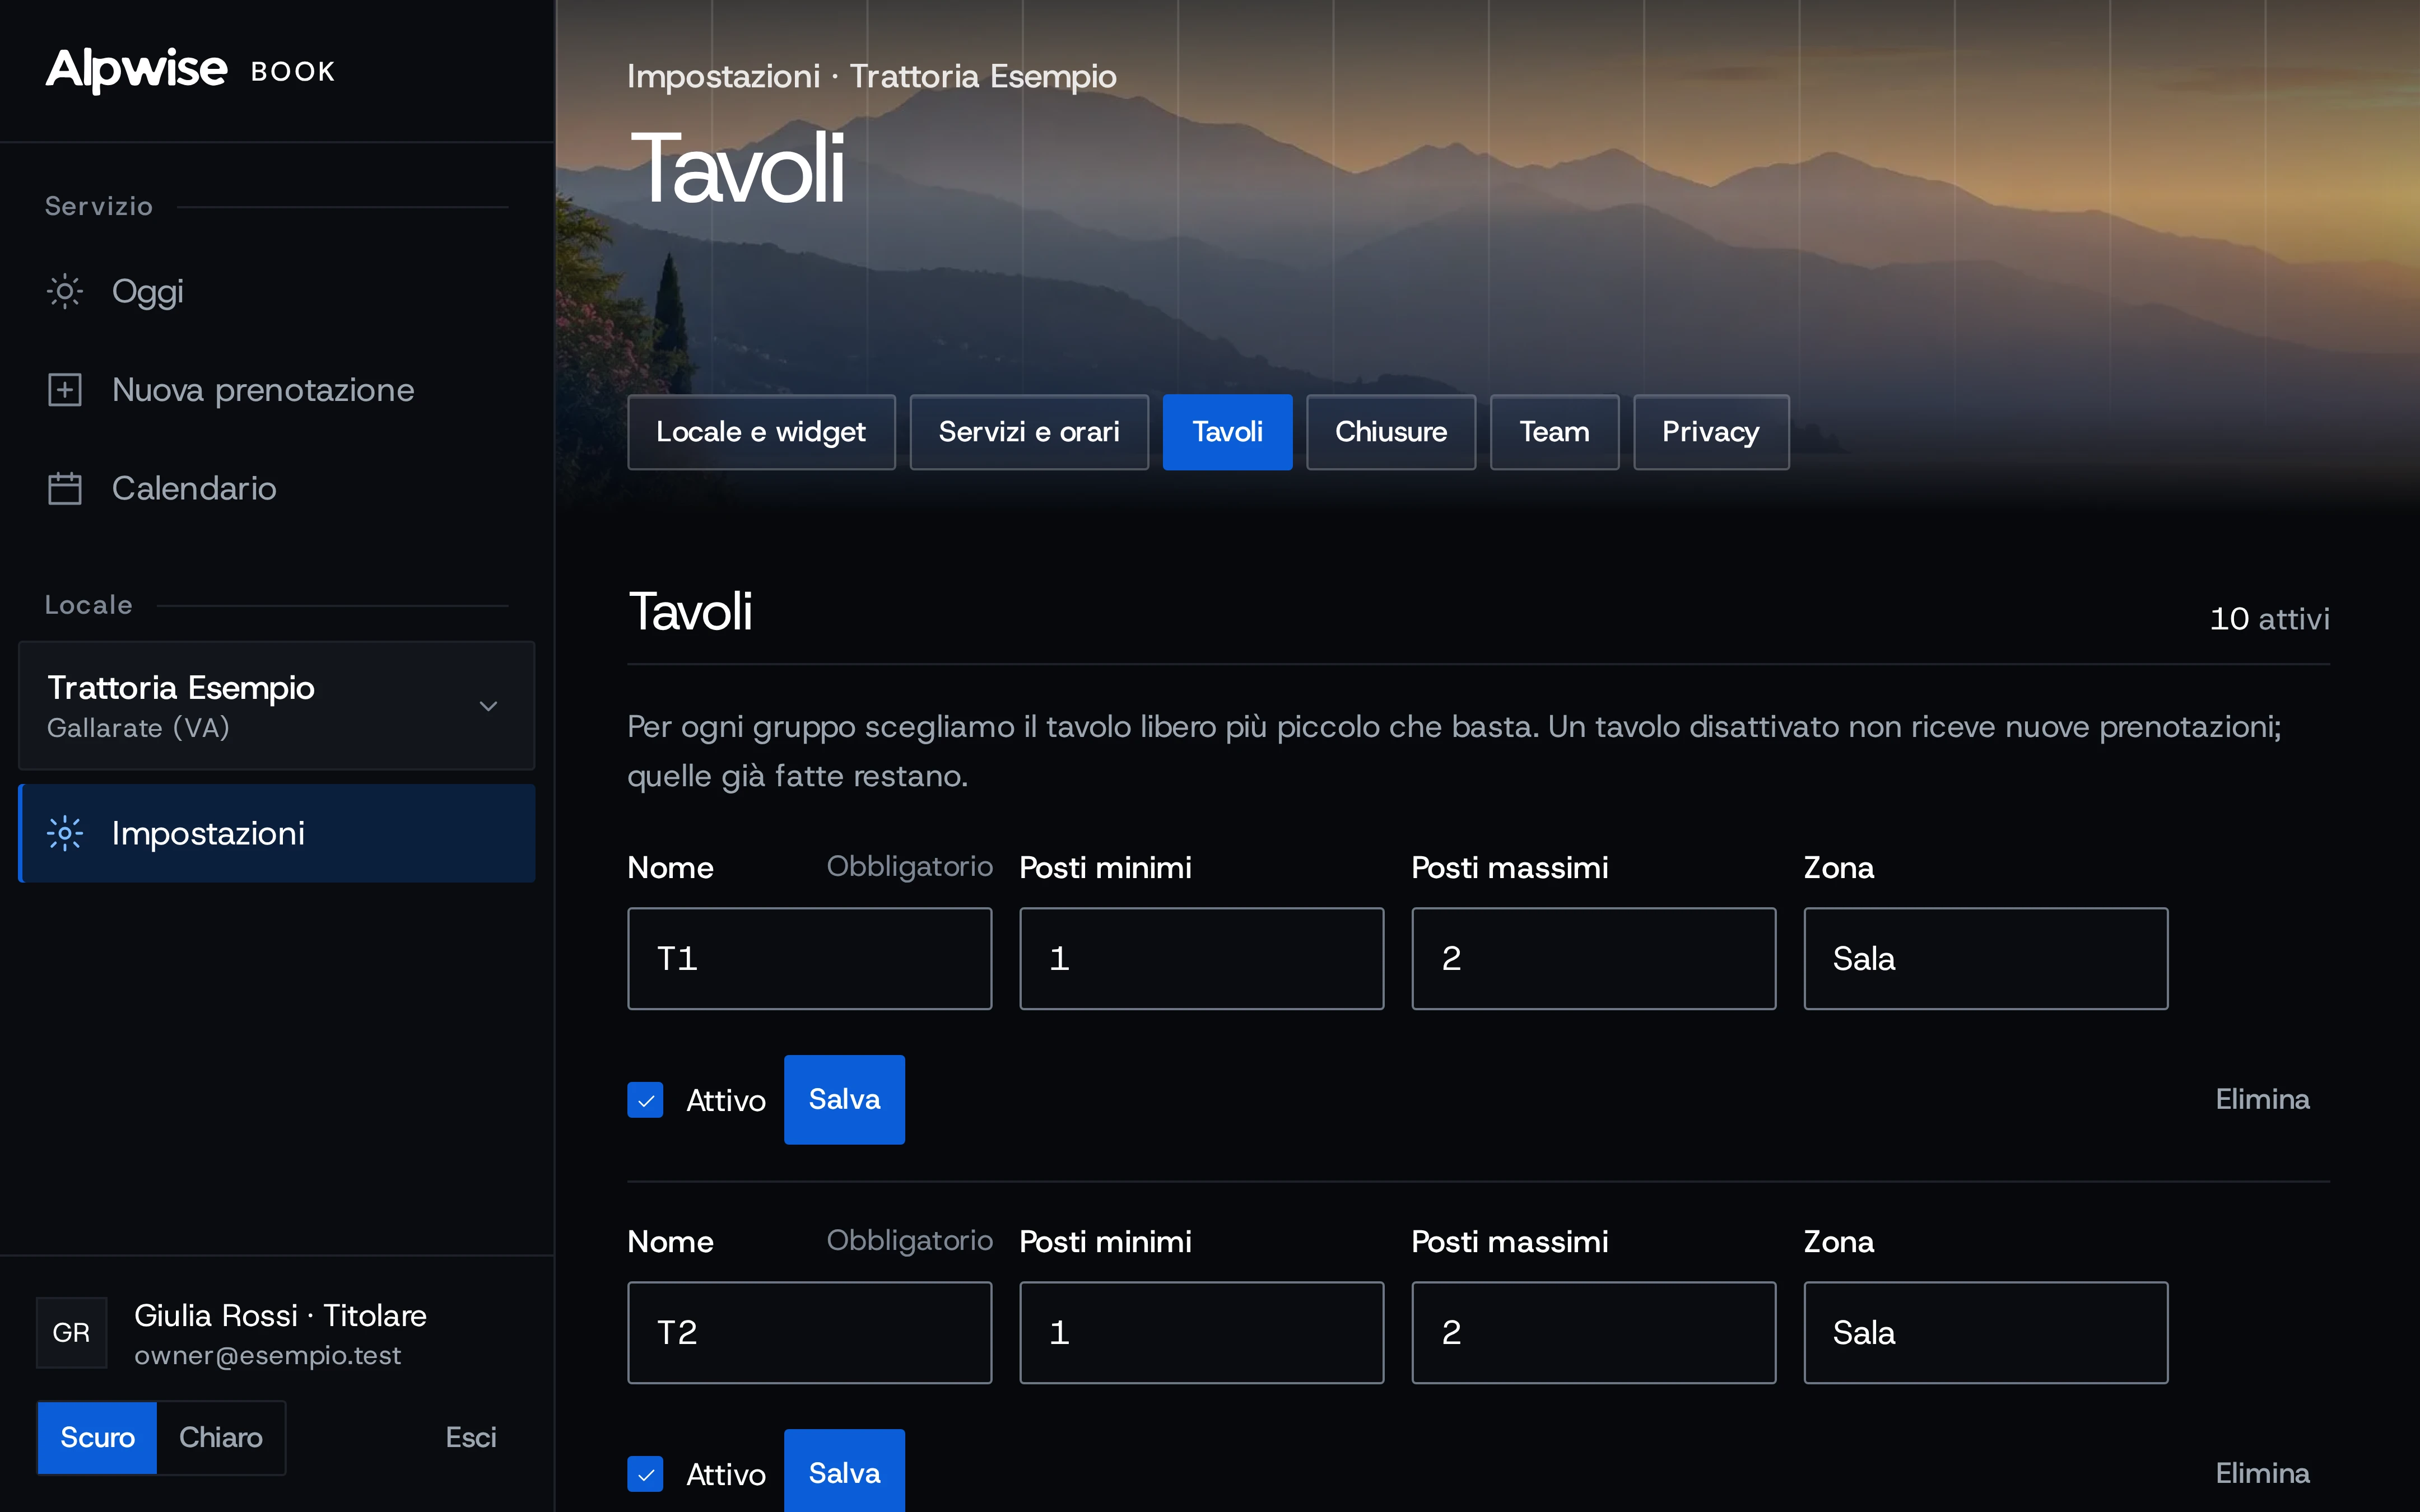 Alpwise BOOK
Servizio
Oggi
Nuova prenotazione
Calendario
Locale
Trattoria Esempio
Gallarate (VA)
Impostazioni
GR
Giulia Rossi · Titolare
owner@esempio.test
Scuro Chiaro Esci
Impostazioni · Trattoria Esempio
Tavoli
Locale e widget Servizi e orari Tavoli Chiusure Team Privacy
Tavoli 10 attivi
Per ogni gruppo scegliamo il tavolo libero più piccolo che basta. Un tavolo disattivato non riceve nuove prenotazioni;
quelle già fatte restano.
Nome Obbligatorio Posti minimi Posti massimi Zona
T1 1 2 Sala
Attivo Salva Elimina
Nome Obbligatorio Posti minimi Posti massimi Zona
T2 1 2 Sala
Attivo Salva Elimina